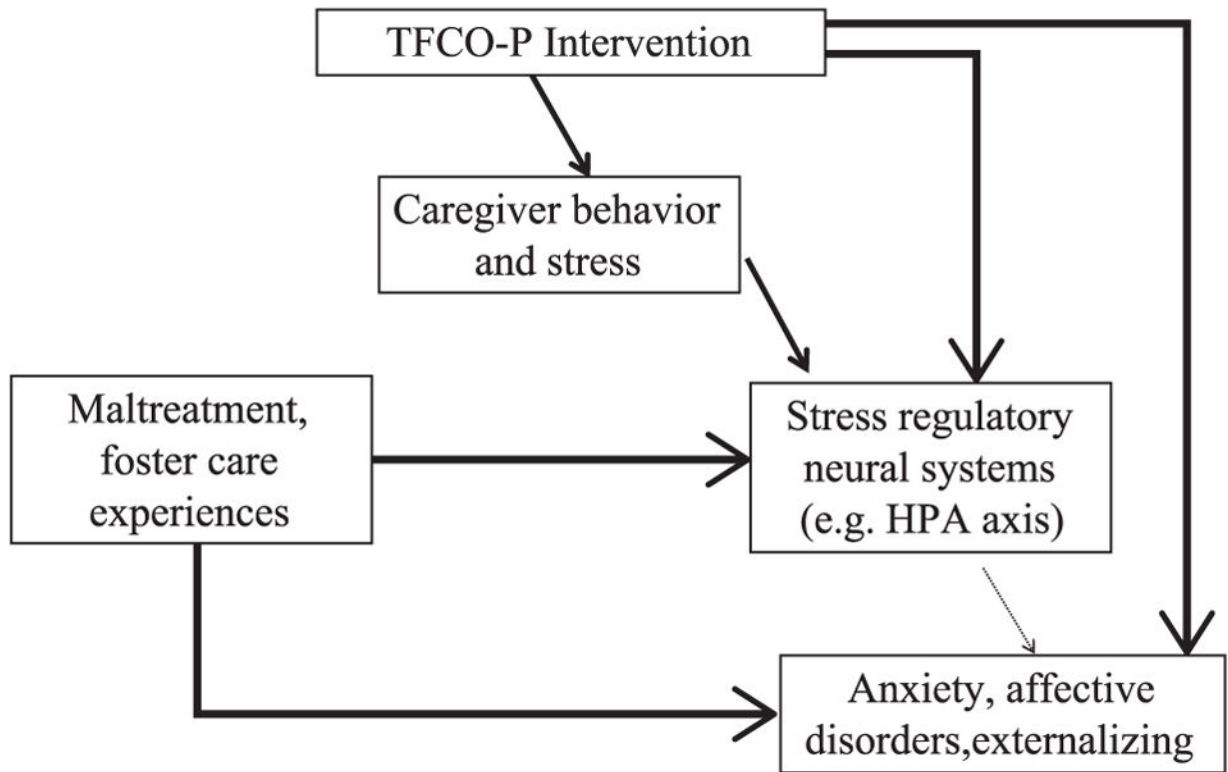 TFCO-P Intervention
Caregiver behavior
and stress
Maltreatment,
foster care
experiences
Stress regulatory
neural systems
(e.g. HPA axis)
Anxiety, affective
disorders,externalizing